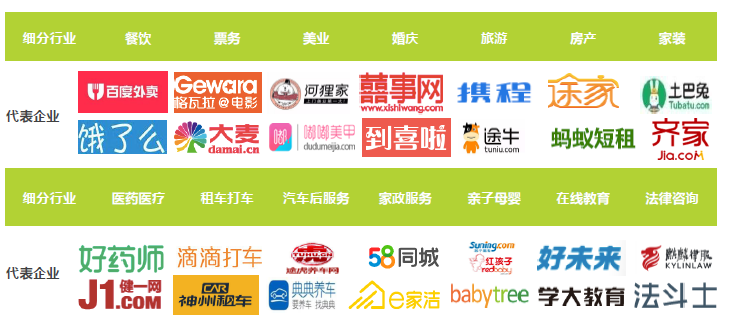 细分行业 餐饮 票务 美业 婚庆 旅游 房产 家装
代表企业
百度外卖 Gewara 格瓦拉@电影 河狸家 囍事网 www.xishiwang.com 携程 途家 土巴兔 Tubatu.com
饿了么 大麦 damai.cn 嘟嘟美甲 dudumeijia.com 到喜啦 途牛 tuniu.com 蚂蚁短租 齐家 Jia.com
细分行业 医药医疗 租车打车 汽车后服务 家政服务 亲子母婴 在线教育 法律咨询
代表企业
好药师 滴滴打车 TUHU.CN 途虎养车网 58同城 Suning.com 红孩子 redbaby 好未来 麒麟律服 KYLINLAW
J1健一网 .COM CAR 神州租车 典典养车 爱养车 找典典 e家洁 babytree 学大教育 法斗士